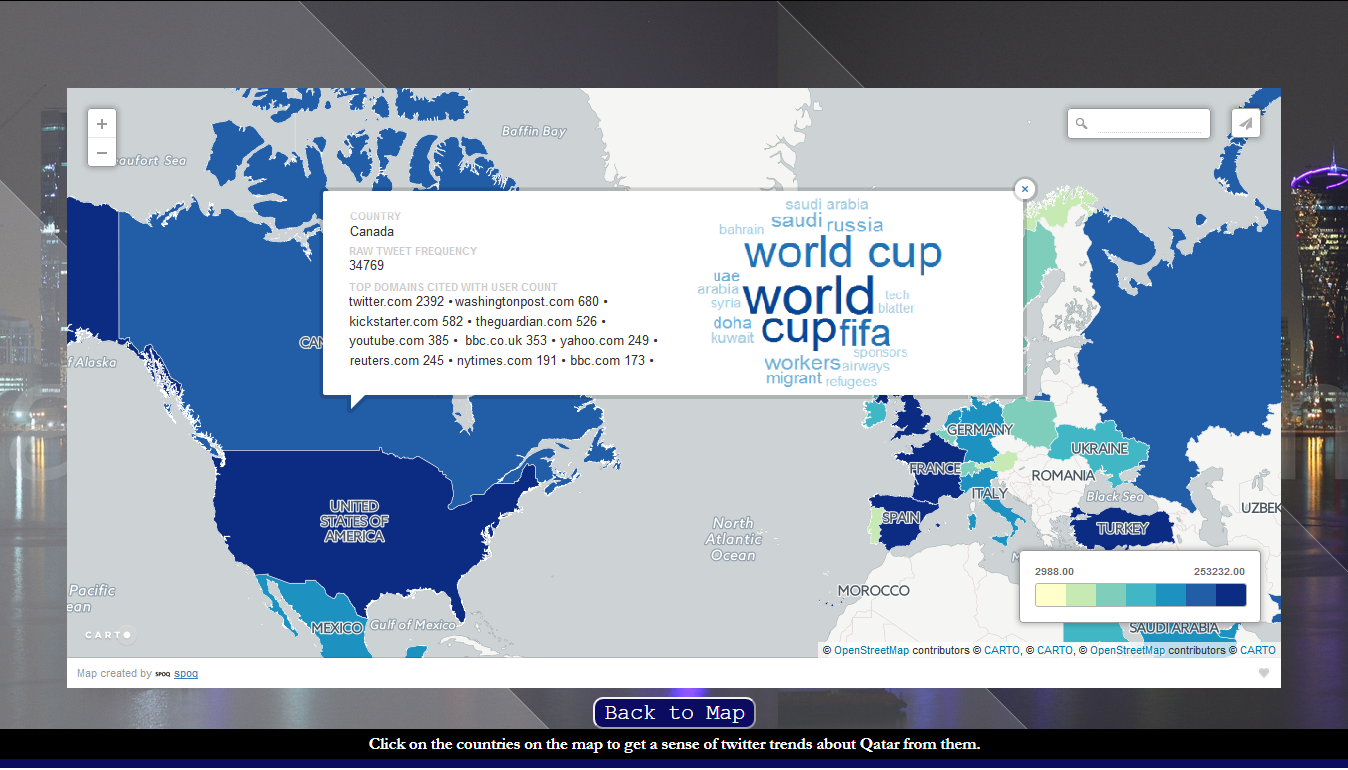 +
−
Baffin Bay
eaufort Sea
×
COUNTRY
Canada
RAW TWEET FREQUENCY
34769
TOP DOMAINS CITED WITH USER COUNT
twitter.com 2392 • washingtonpost.com 680 •
kickstarter.com 582 • theguardian.com 526 •
youtube.com 385 • bbc.co.uk 353 • yahoo.com 249 •
reuters.com 245 • nytimes.com 191 • bbc.com 173 •
saudi arabia
saudi russia
bahrain
world cup
uae
arabia
syria
world
tech
blatter
doha
cup fifa
kuwait
sponsors
workers airways
migrant refugees
CAN
f Alaska
GERMANY
UKRAINE
FRANCE
ROMANIA
ITALY
Black Sea
UZBEK
UNITED
STATES OF
AMERICA
SPAIN
TURKEY
North
Atlantic
Ocean
M
2988.00 253232.00
Pacific
ean
MOROCCO
MEXICO
Gulf of Mexico
SAUDI ARABIA
CARTO
© OpenStreetMap contributors © CARTO, © CARTO, © OpenStreetMap contributors © CARTO
Map created by SPOQ spoq
Back to Map
Click on the countries on the map to get a sense of twitter trends about Qatar from them.